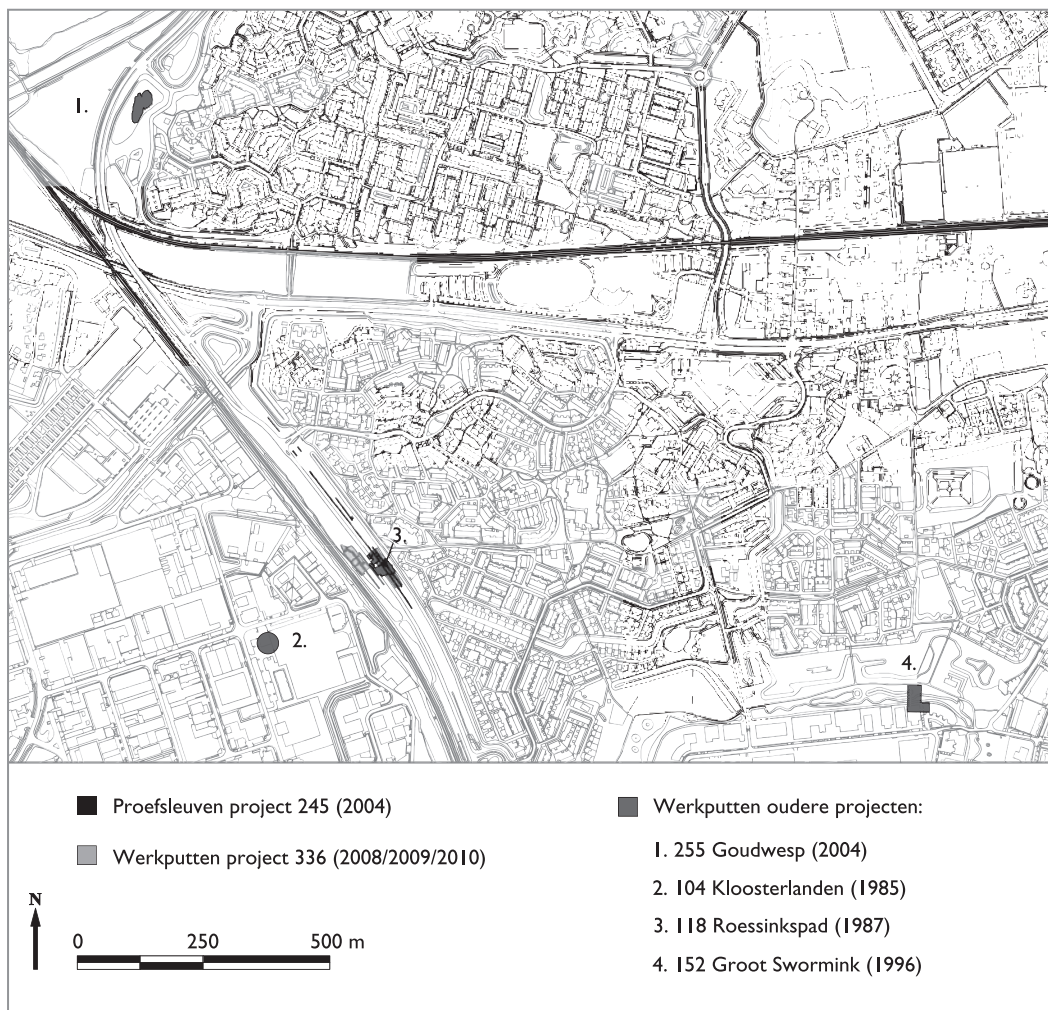 1.
3.
2.
4.
Proefsleuven project 245 (2004)
Werkputten project 336 (2008/2009/2010)
N
0 250 500 m
Werkputten oudere projecten:
1. 255 Goudwesp (2004)
2. 104 Kloosterlanden (1985)
3. 118 Roessinkspad (1987)
4. 152 Groot Swormink (1996)